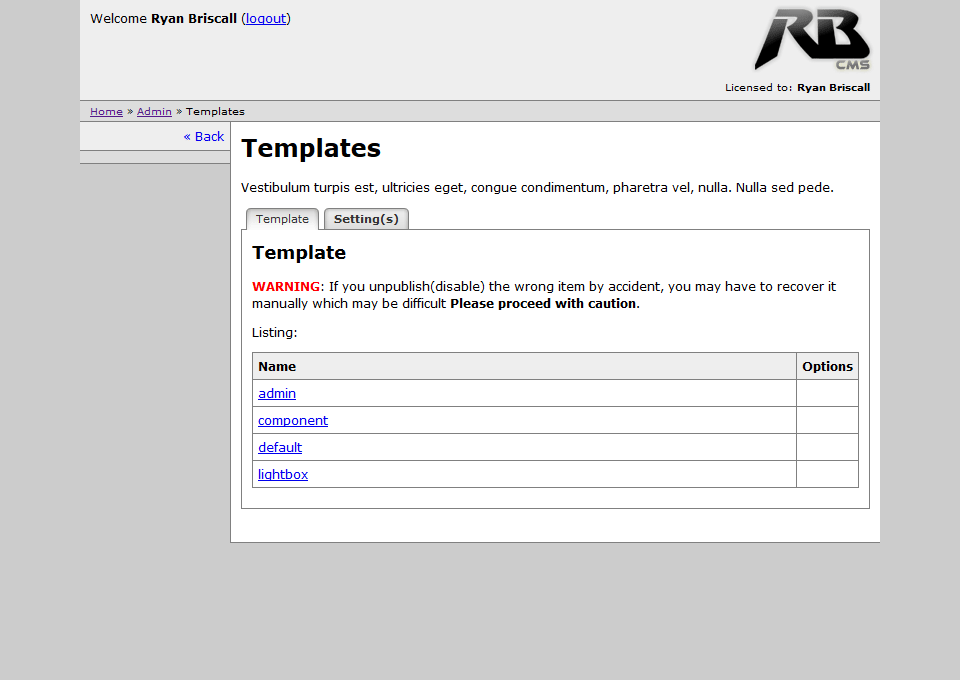 Welcome Ryan Briscall (logout)
RB
CMS
Licensed to: Ryan Briscall
Home » Admin » Templates
« Back
Templates
Vestibulum turpis est, ultricies eget, congue condimentum, pharetra vel, nulla. Nulla sed pede.
Template Setting(s)
Template
WARNING: If you unpublish(disable) the wrong item by accident, you may have to recover it
manually which may be difficult Please proceed with caution.
Listing:
Name Options
admin
component
default
lightbox